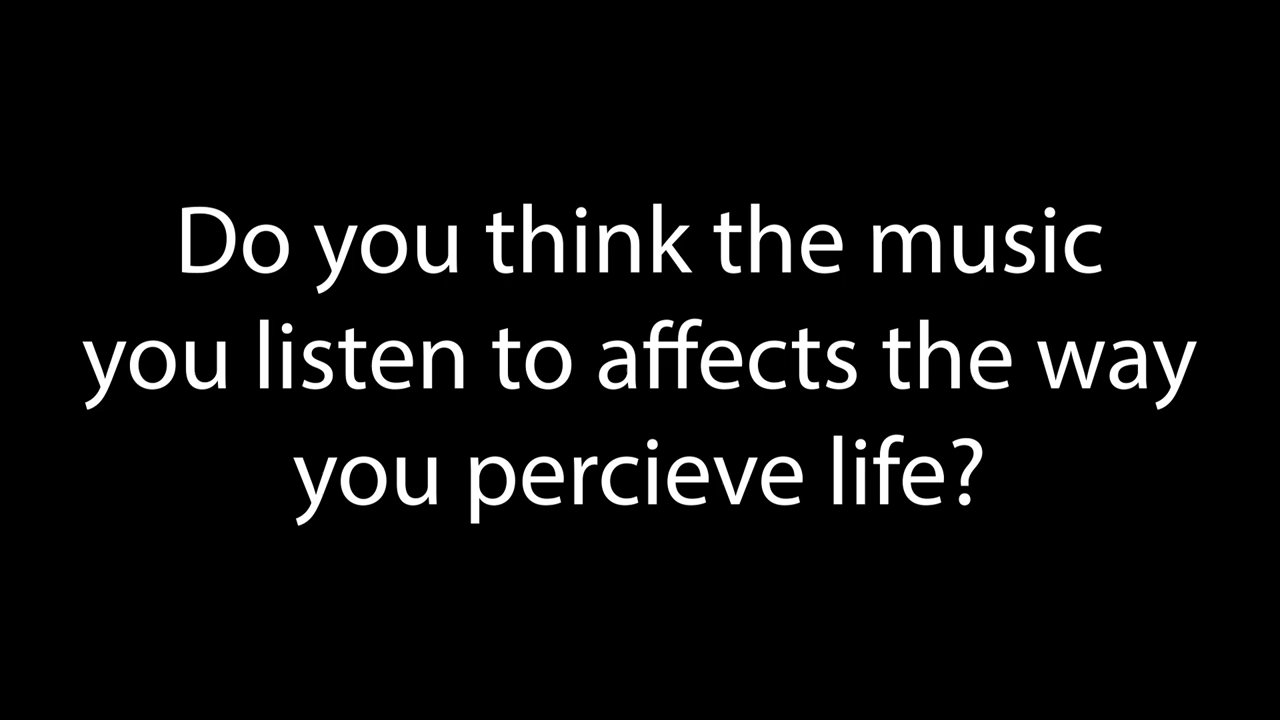 Do you think the music
you listen to affects the way
you percieve life?